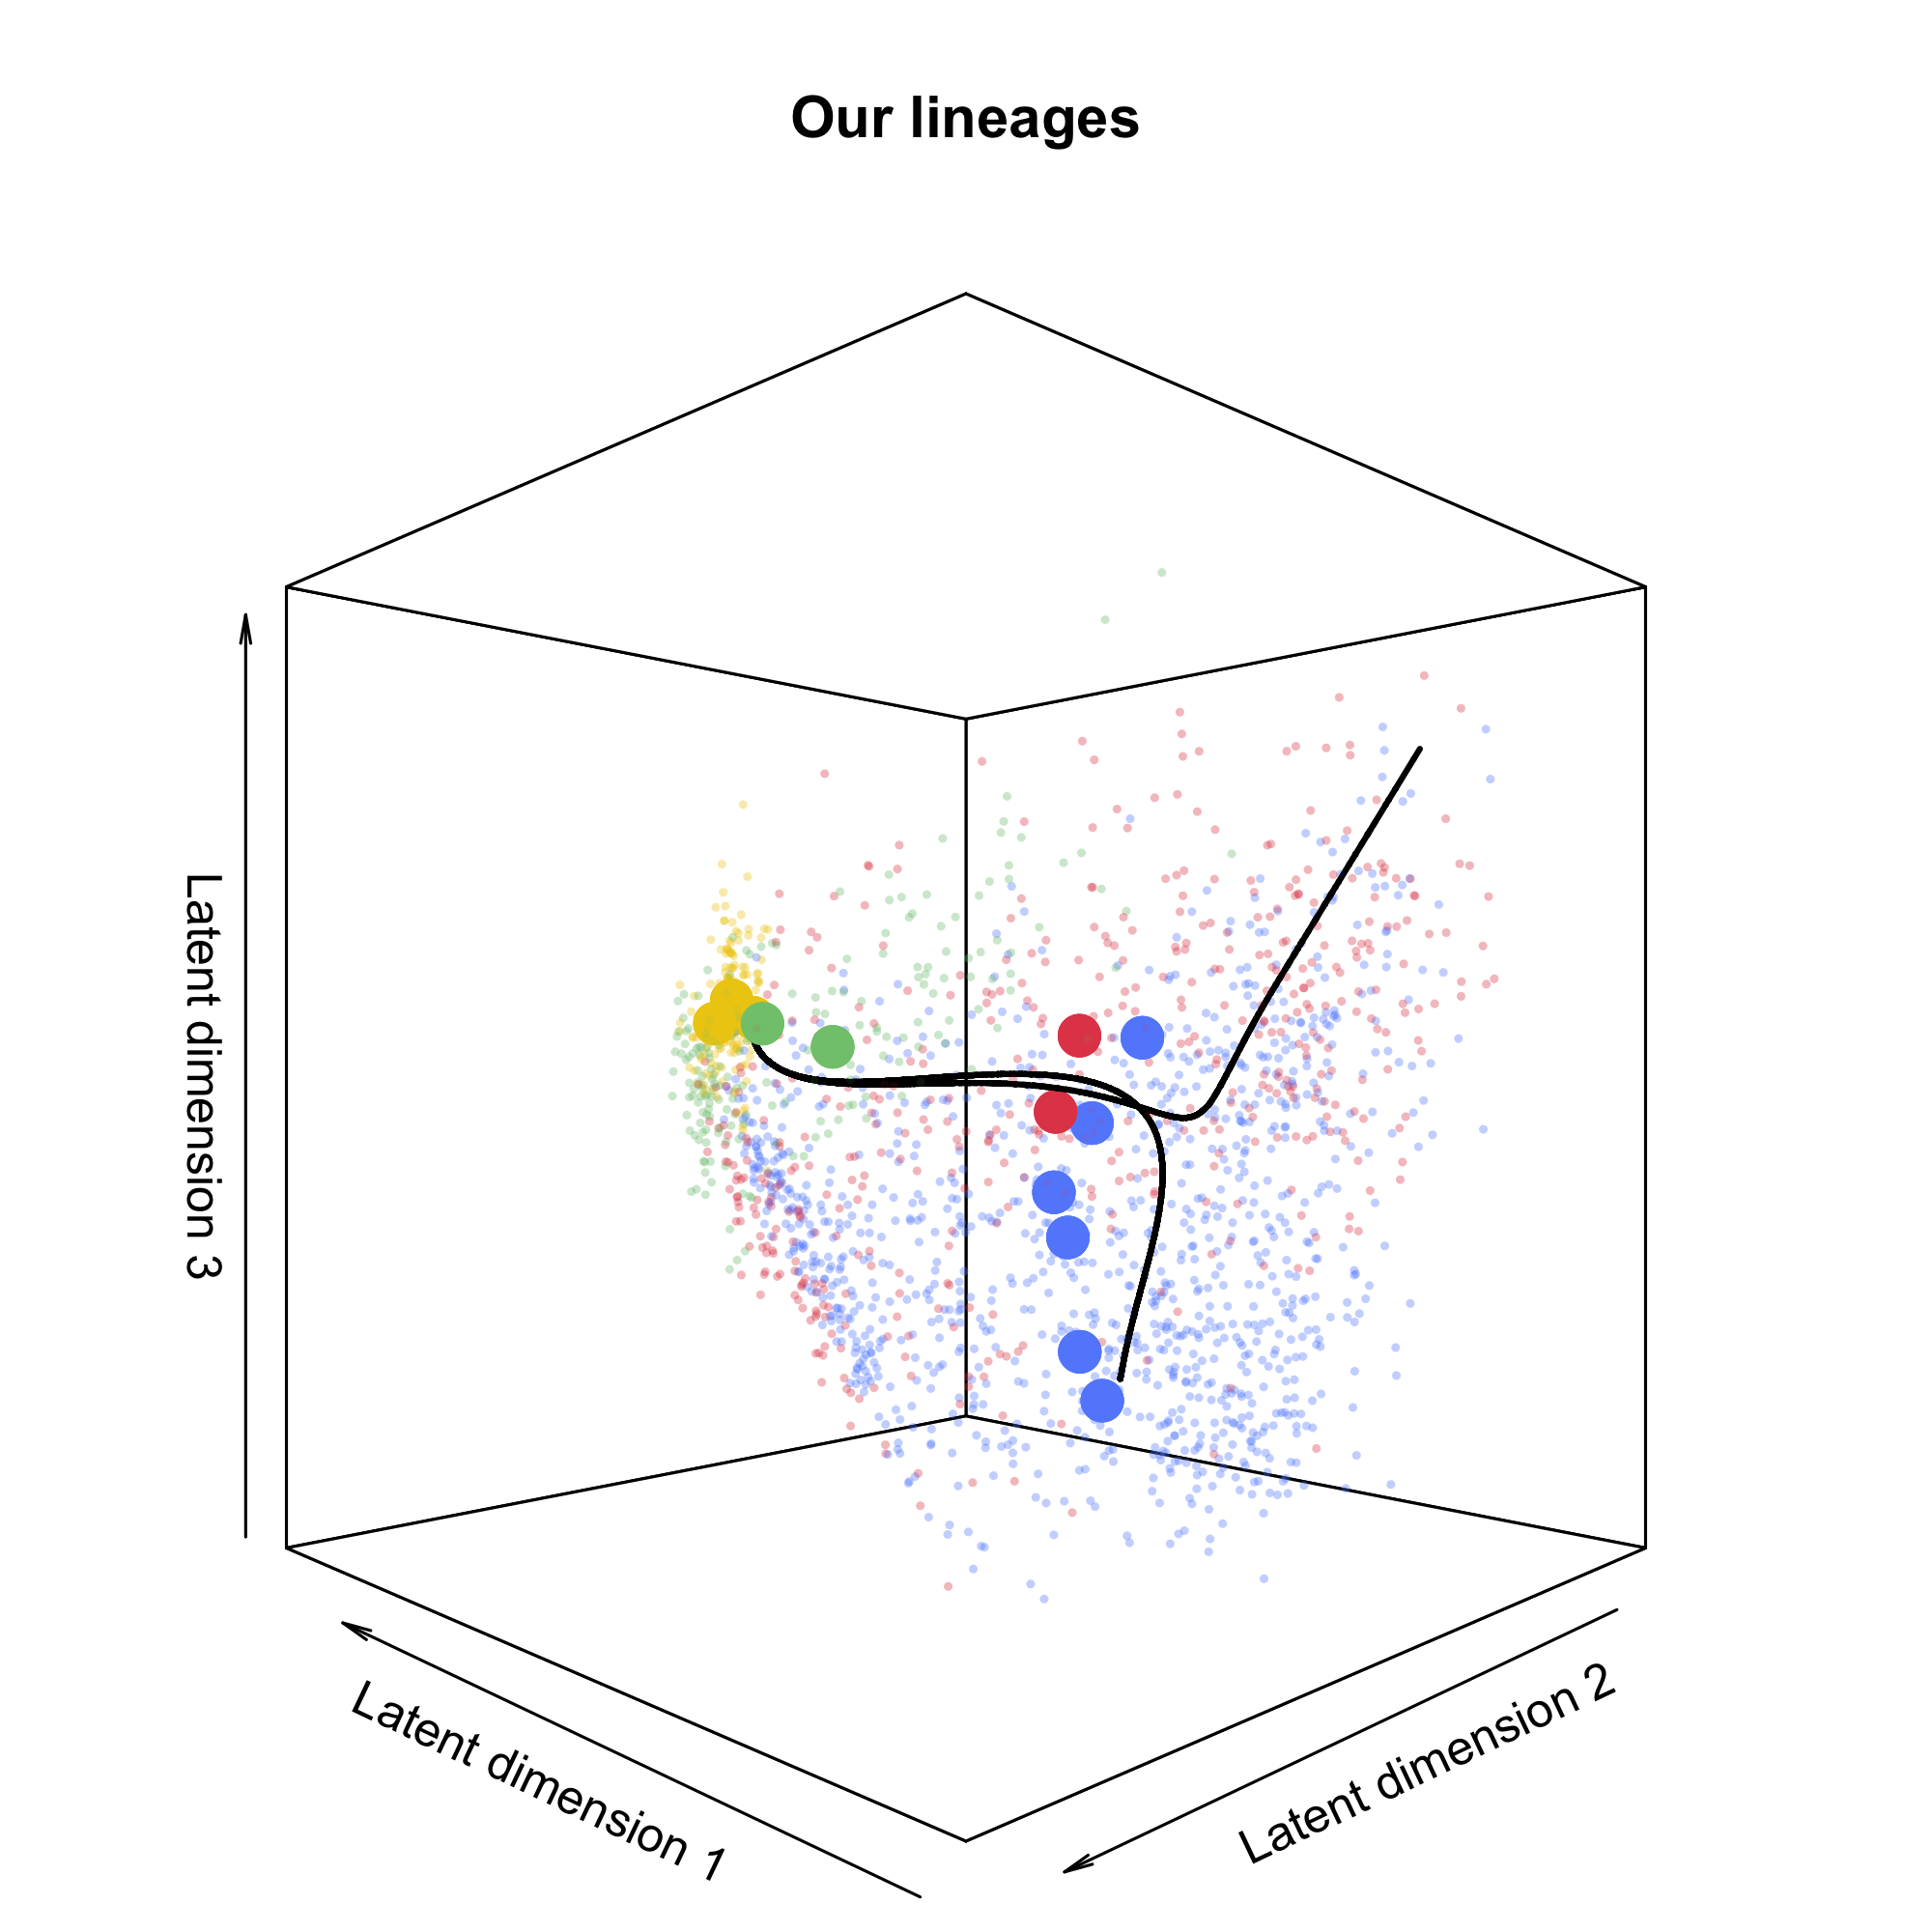 Our lineages
Latent dimension 3
Latent dimension 1
Latent dimension 2